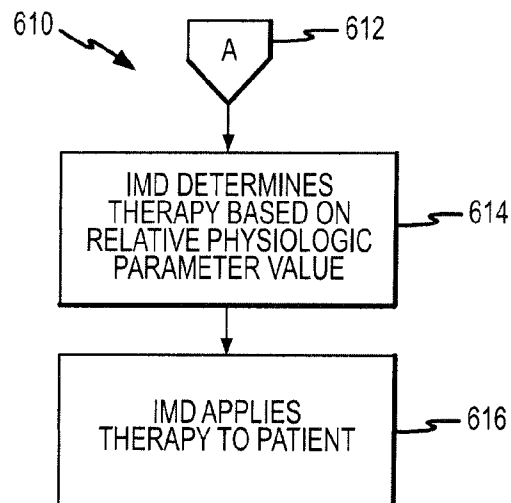 610
612
A
IMD DETERMINES
THERAPY BASED ON
RELATIVE PHYSIOLOGIC
PARAMETER VALUE
614
IMD APPLIES
THERAPY TO PATIENT
616